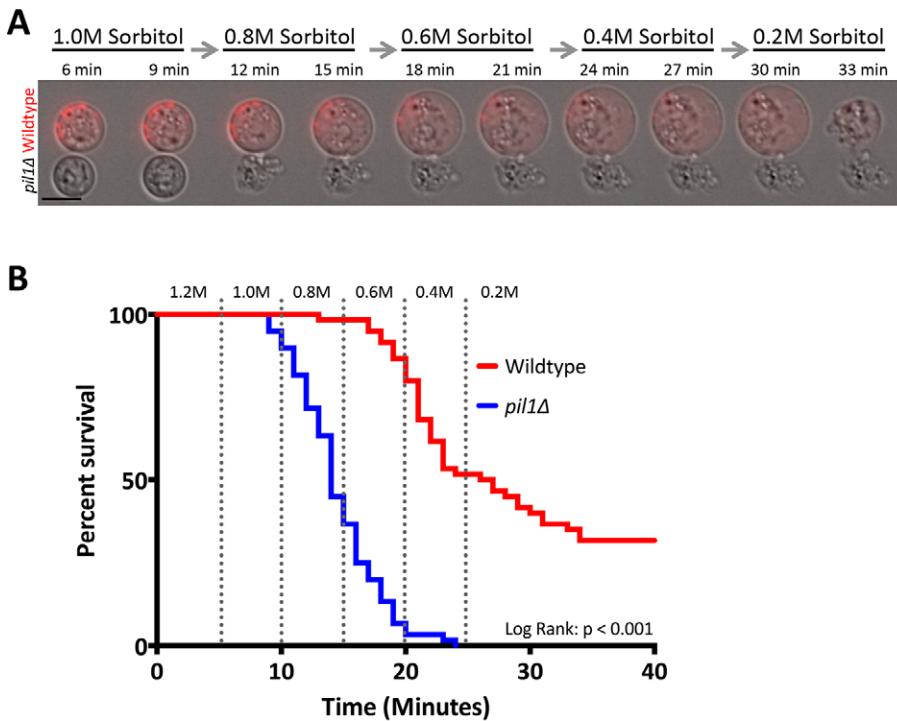 A
1.0M Sorbitol
0.8M Sorbitol
0.6M Sorbitol
0.4M Sorbitol
0.2M Sorbitol
6 min 9 min 12 min 15 min 18 min 21 min 24 min 27 min 30 min 33 min
pil1Δ Wildtype
B
1.2M 1.0M 0.8M 0.6M 0.4M 0.2M
100
50
0
Percent survival
Wildtype
pil1Δ
Log Rank: p < 0.001
0 10 20 30 40
Time (Minutes)